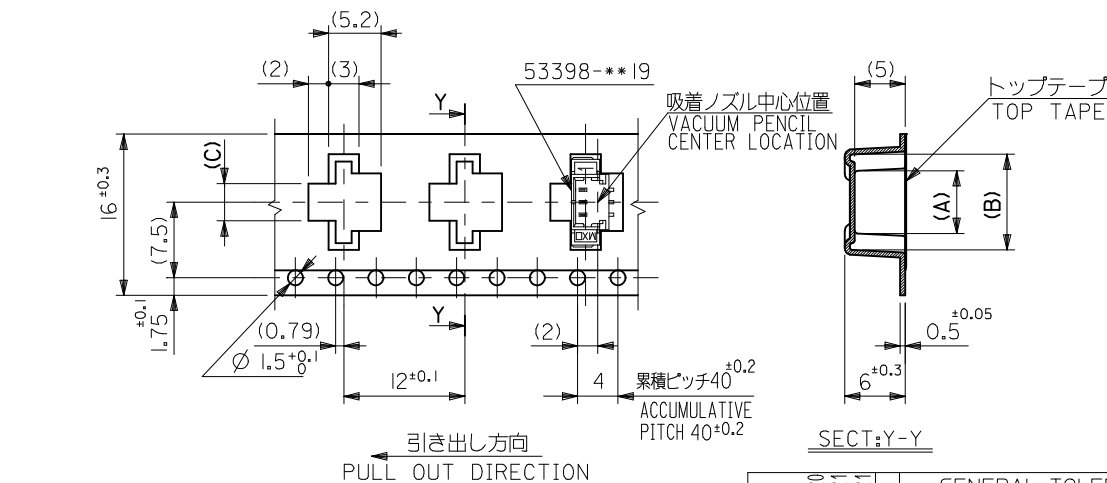 (5.2)
(2)
(3)
53398-**19
(5)
トップテープ
TOP TAPE
Y
吸着ノズル中心位置
VACUUM PENCIL
CENTER LOCATION
(C)
16±0.3
(7.5)
(A)
(B)
MXD
1.75±0.1
(0.79)
Ø 1.5+0.1 0
Y
(2)
12±0.1
4
累積ピッチ40±0.2
ACCUMULATIVE
PITCH 40±0.2
0.5±0.05
6±0.3
引き出し方向
PULL OUT DIRECTION
SECT:Y-Y
GENERAL TOLE